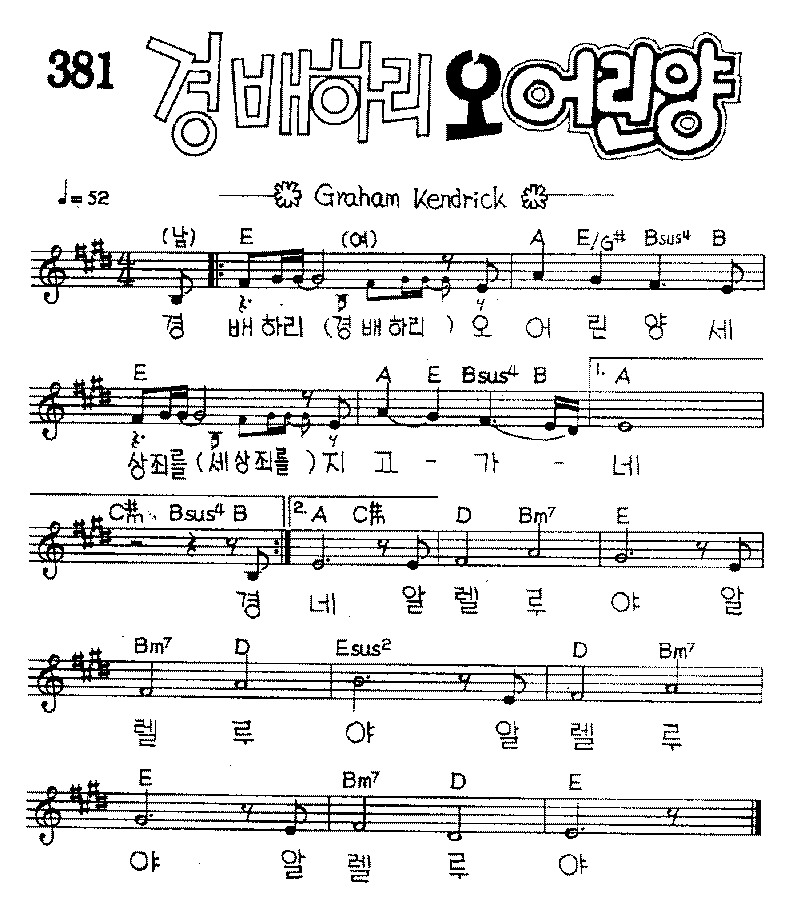 381 경배하리 오 어린양
♩= 52 Graham Kendrick
(남) E (여) A E/G# Bsus4 B
경 배하리 (경배하리) 오 어 린 양 세
E A E Bsus4 B 1. A
상죄를 (세상죄를) 지 고 - 가 - 네
C#m Bsus4 B 2. A C#m D Bm7 E
경 네 알 렐 루 야 알
Bm7 D Esus2 D Bm7
렐 루 야 알 렐 루
E Bm7 D E
야 알 렐 루 야